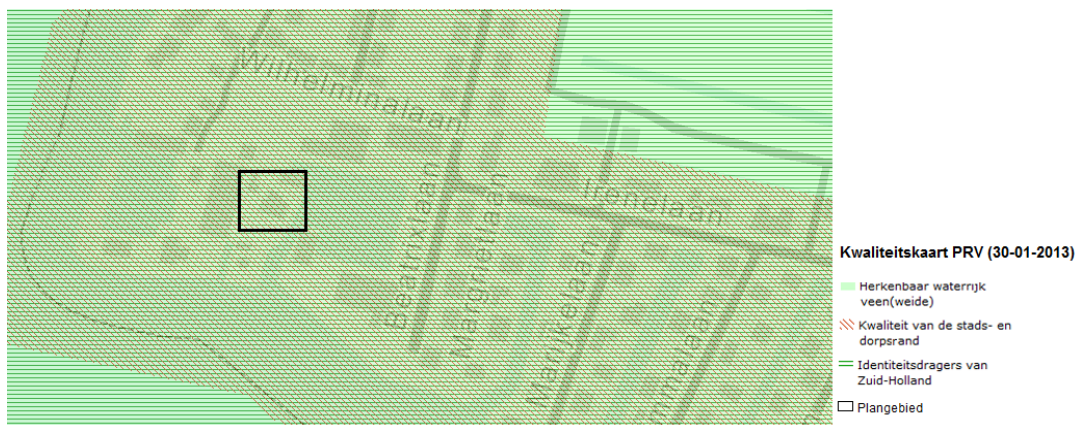 Wilhelminalaan
Beatrixlaan
Margrietlaan
Irenelaan
Marijkelaan
mmalaan
Kwaliteitskaart PRV (30-01-2013)
Herkenbaar waterrijk
veen(weide)
Kwaliteit van de stads- en
dorpsrand
Identiteitsdragers van
Zuid-Holland
Plangebied